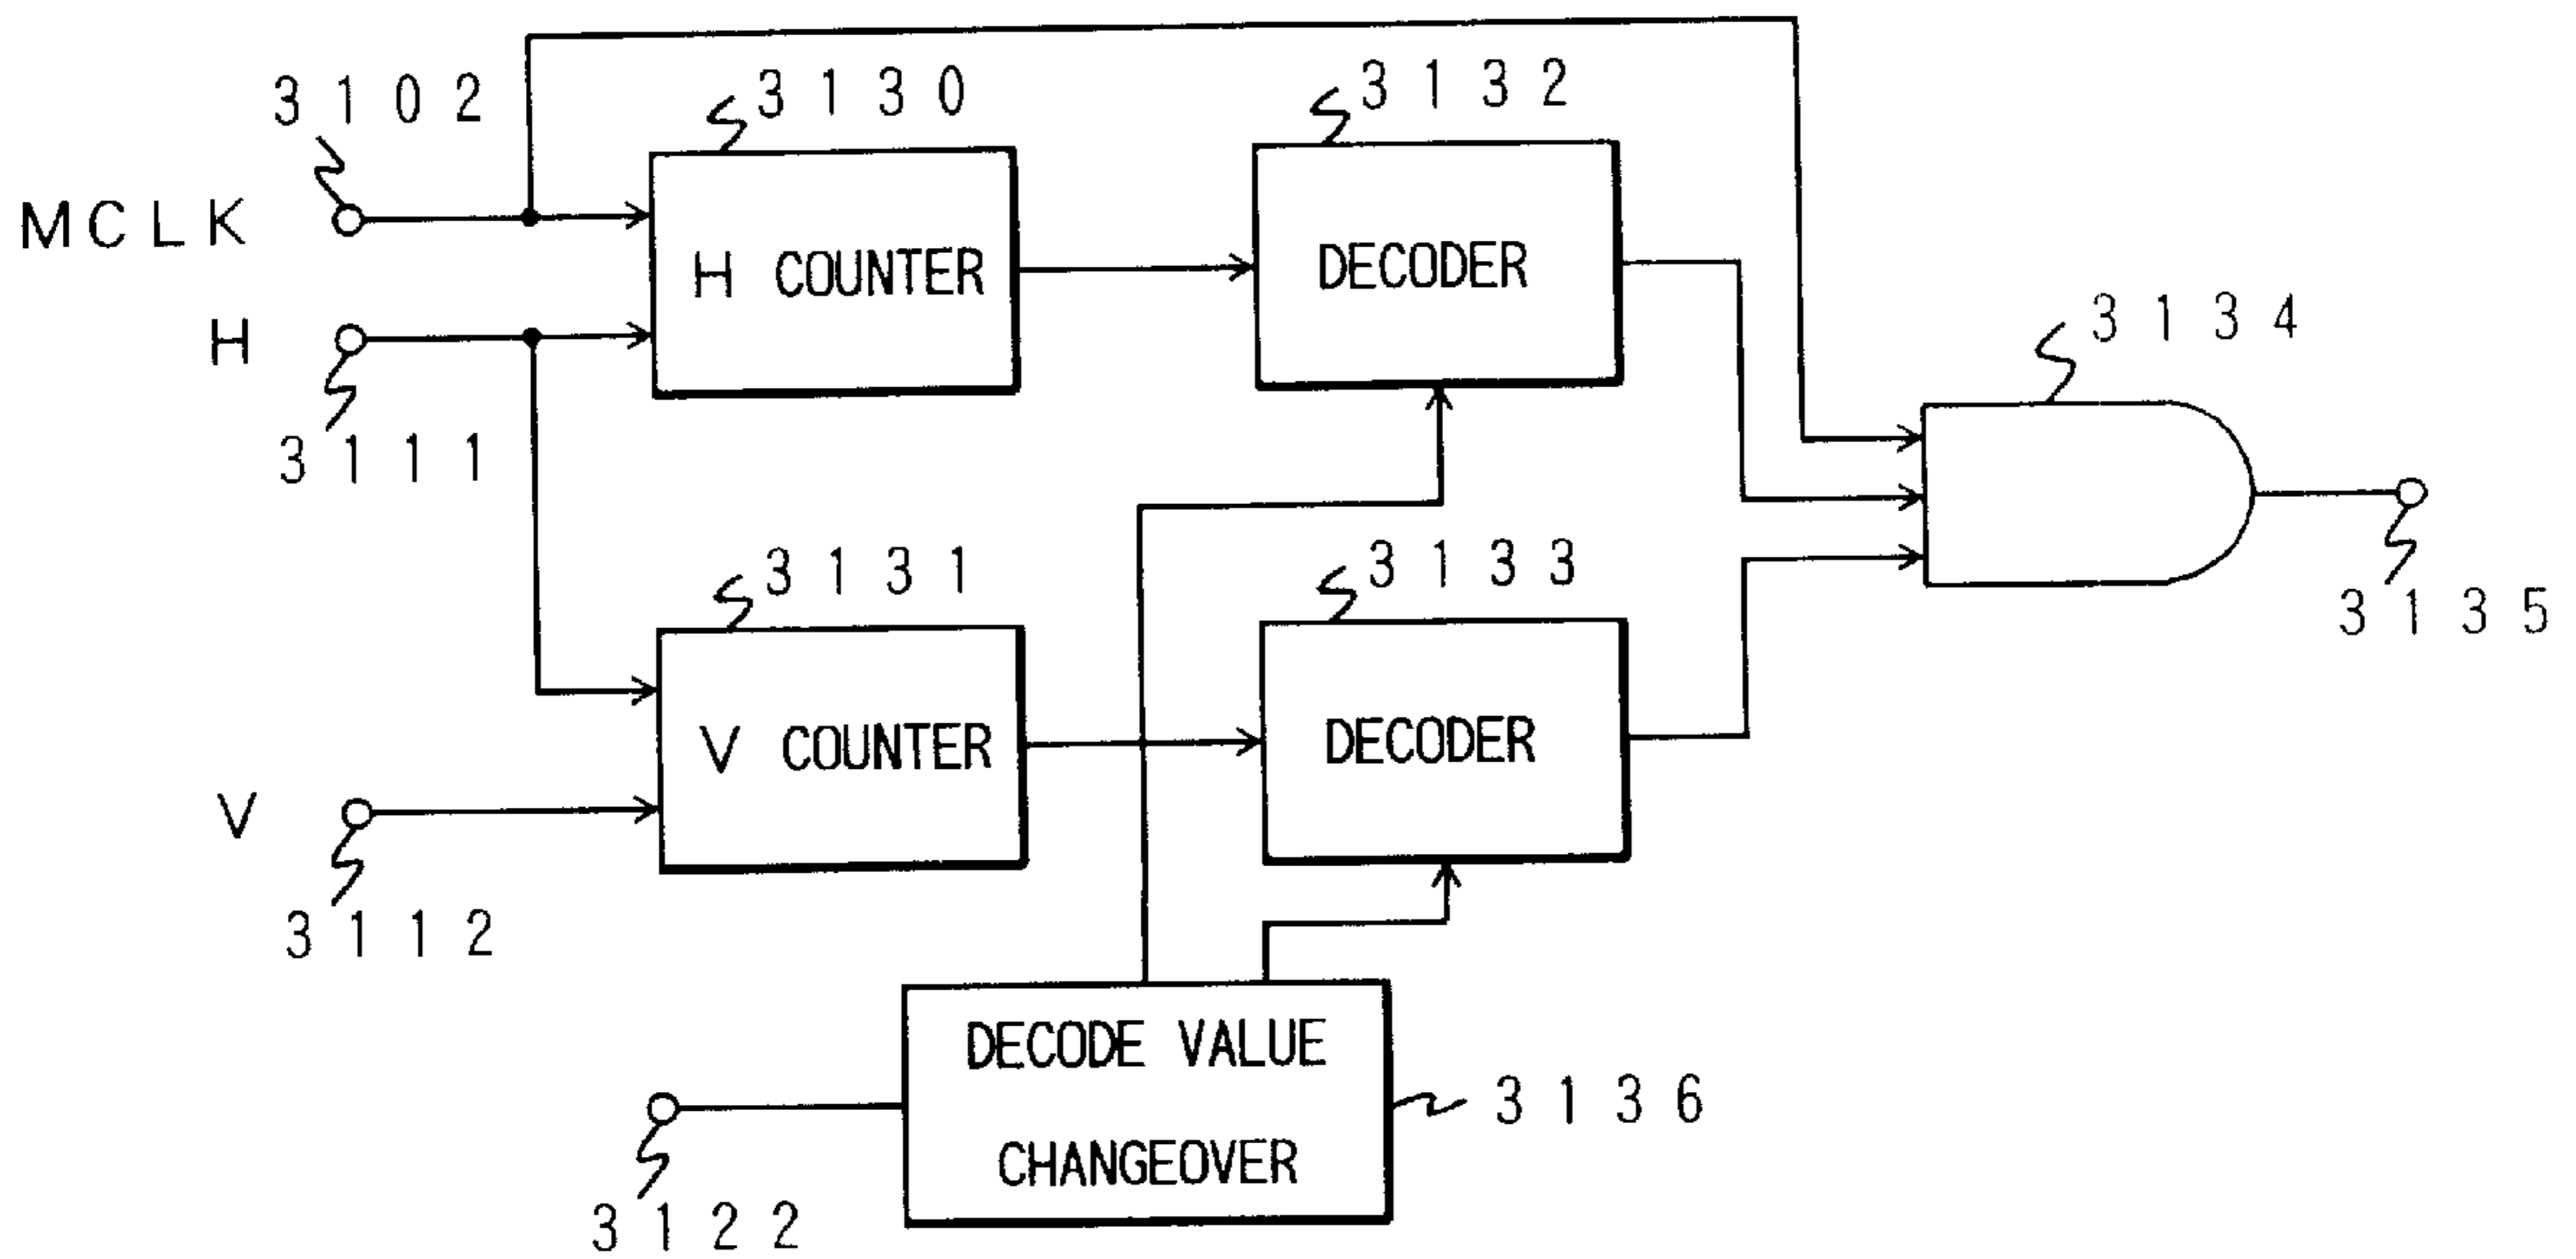 3102
3130
3132
MCLK
H COUNTER
DECODER
H
3134
3111
3131
3133
3135
V COUNTER
DECODER
V
3112
DECODE VALUE
CHANGEOVER
3136
3122